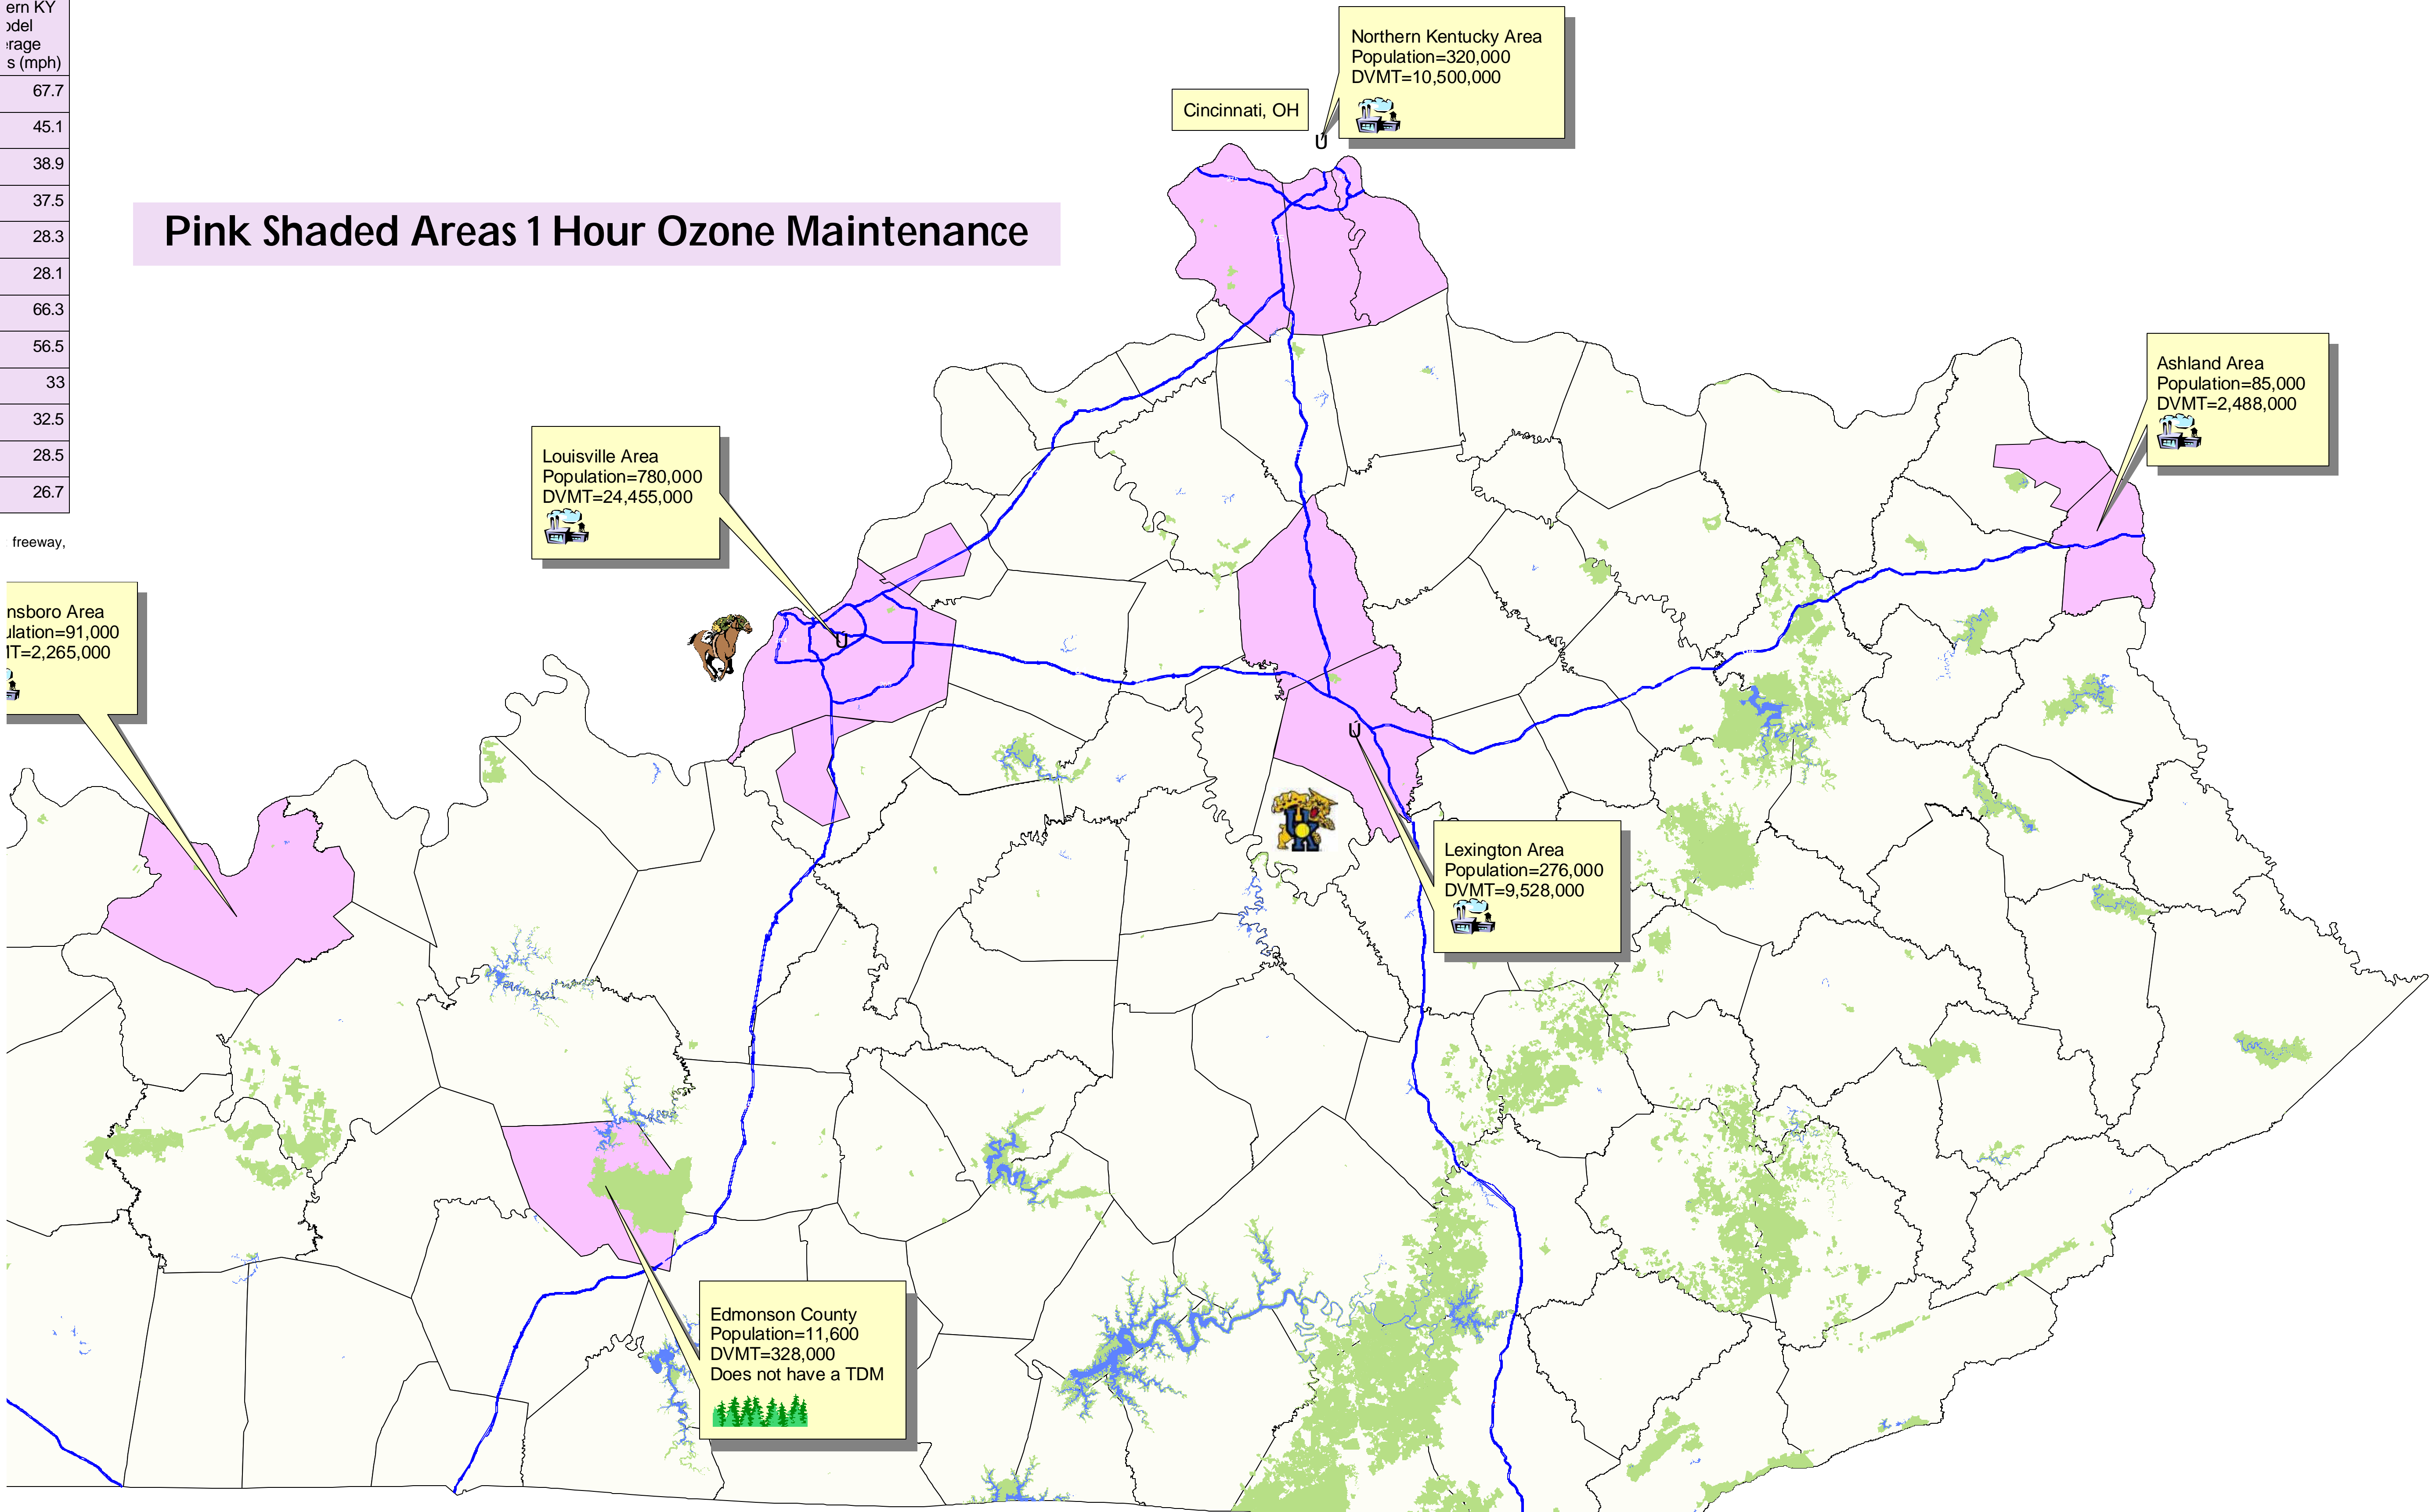 ern KY
odel
erage
s (mph)
67.7
45.1
38.9
37.5
28.3
28.1
66.3
56.5
33
32.5
28.5
26.7
freeway,
Northern Kentucky Area
Population=320,000
DVMT=10,500,000
Cincinnati, OH
Ú
Pink Shaded Areas 1 Hour Ozone Maintenance
Ashland Area
Population=85,000
DVMT=2,488,000
Louisville Area
Population=780,000
DVMT=24,455,000
Ú
nsboro Area
ulation=91,000
MT=2,265,000
Ú
Lexington Area
Population=276,000
DVMT=9,528,000
Edmonson County
Population=11,600
DVMT=328,000
Does not have a TDM